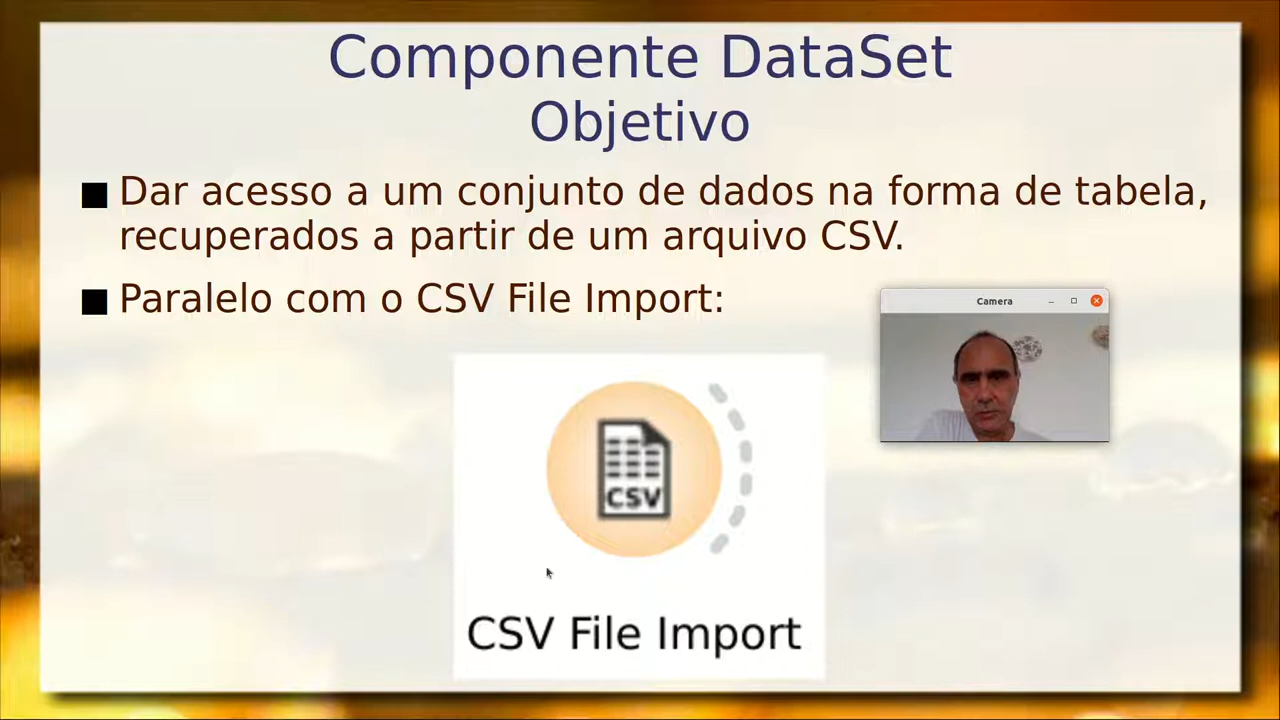 Componente DataSet
Objetivo
Dar acesso a um conjunto de dados na forma de tabela,
recuperados a partir de um arquivo CSV.
Paralelo com o CSV File Import:
Camera
CSV
CSV File Import